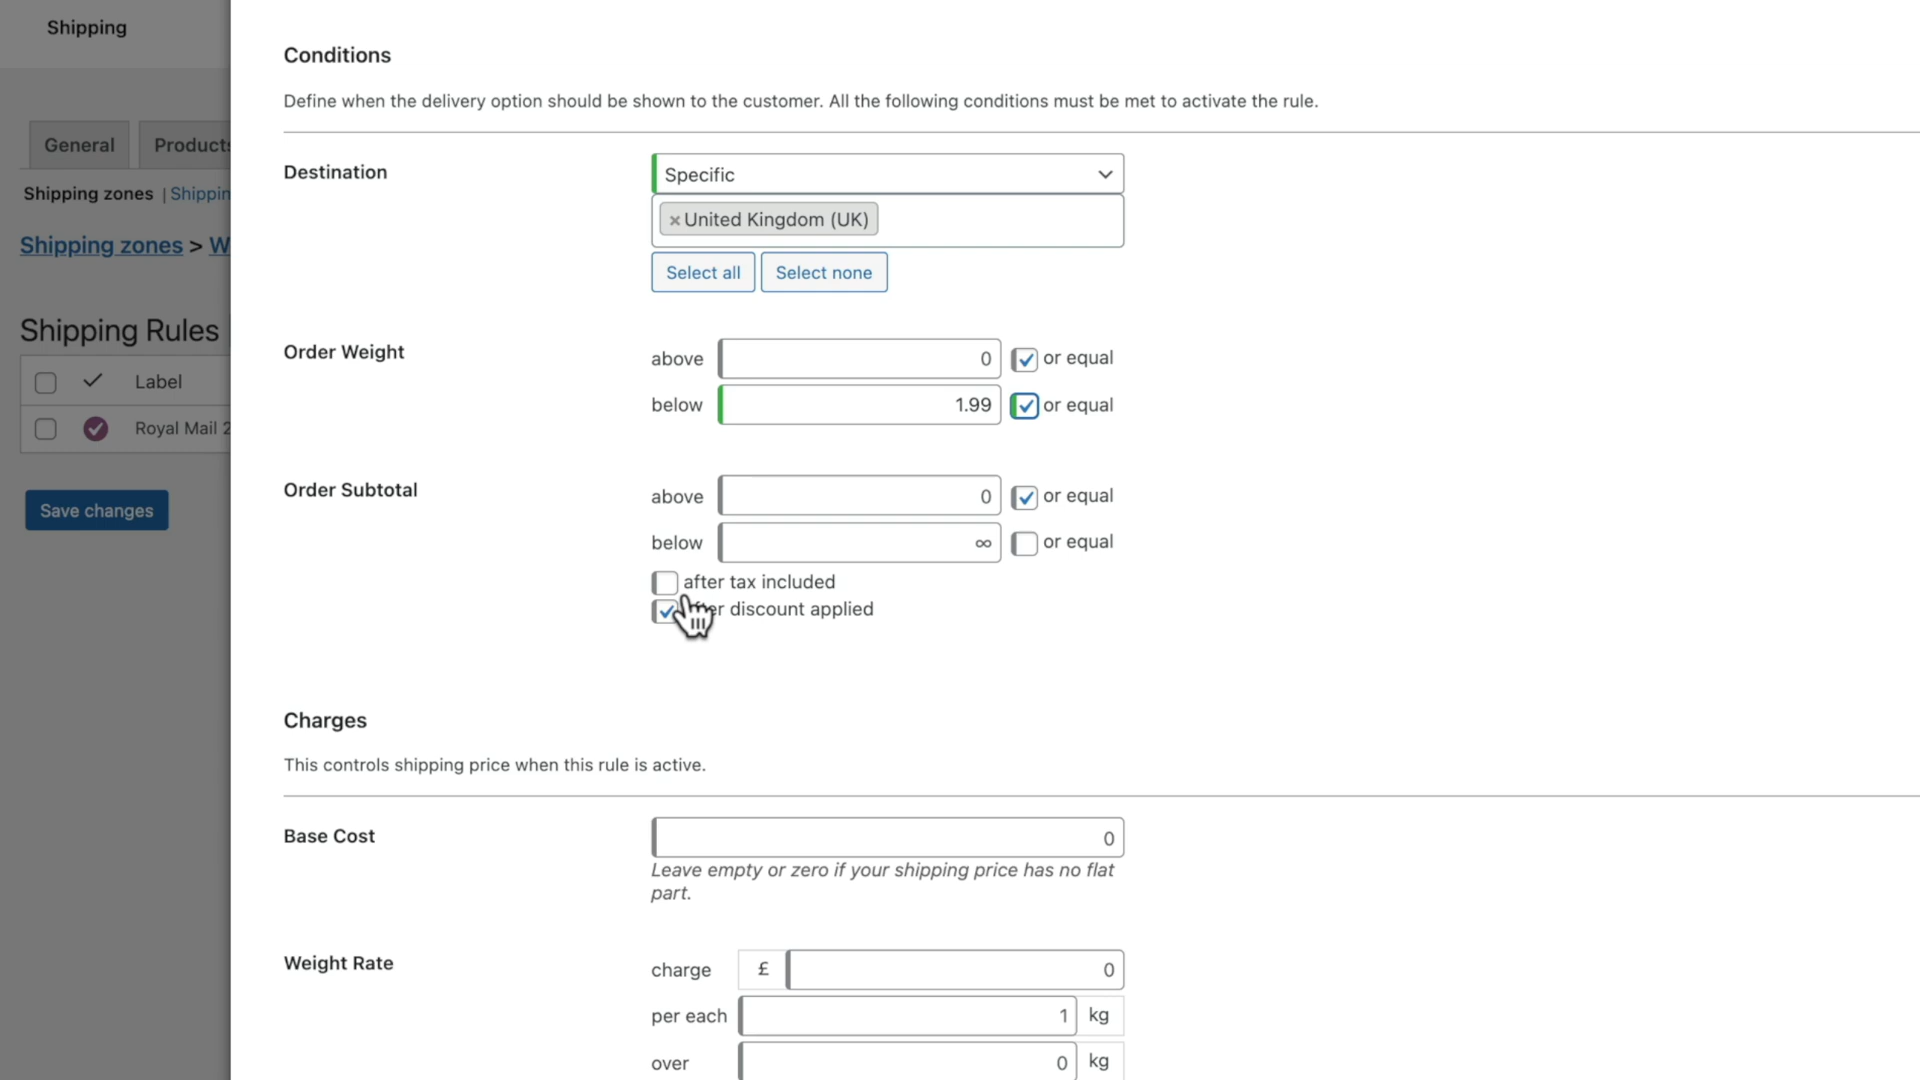 Shipping
General
Products
Shipping zones | Shippin
Shipping zones > W
Shipping Rules
Label
Royal Mail 2
Save changes
Conditions
Define when the delivery option should be shown to the customer. All the following conditions must be met to activate the rule.
Destination
Specific
×United Kingdom (UK)
Select all
Select none
Order Weight
above 0 or equal
below 1.99 or equal
Order Subtotal
above 0 or equal
below ∞ or equal
after tax included
ter discount applied
Charges
This controls shipping price when this rule is active.
Base Cost
0
Leave empty or zero if your shipping price has no flat
part.
Weight Rate
charge £ 0
per each 1 kg
over 0 kg